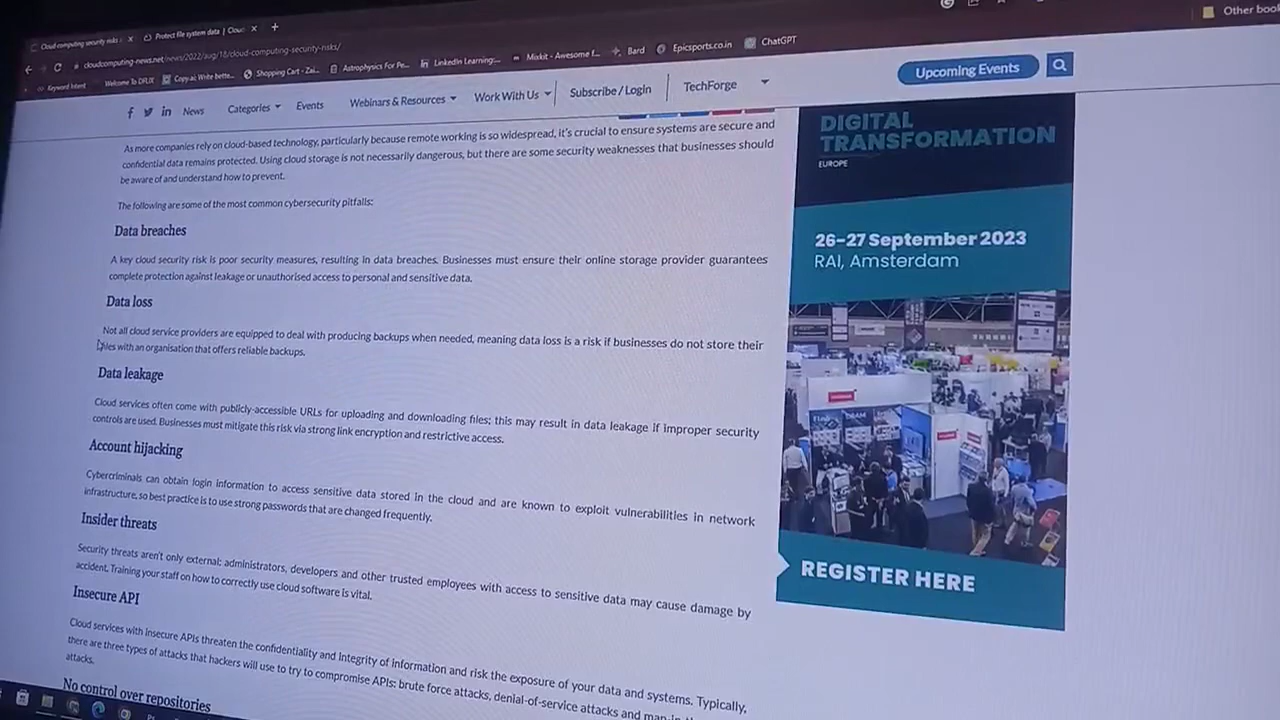 Cloud computing security risks
Protect file system data | Clouc
cloudcomputing-news.net/news/2022/aug/18/cloud-computing-security-risks/
Other book
Keyword Intent
Welcome To DFUX
Copy.ai: Write bette...
Shopping Cart - Zai...
Astrophysics For Pe...
LinkedIn Learning:...
Mixkit - Awesome f...
Bard
Epicsports.co.in
ChatGPT
News
Categories
Events
Webinars & Resources
Work With Us
Subscribe / Login
TechForge
Upcoming Events
As more companies rely on cloud-based technology, particularly because remote working is so widespread, it's crucial to ensure systems are secure and
confidential data remains protected. Using cloud storage is not necessarily dangerous, but there are some security weaknesses that businesses should
be aware of and understand how to prevent.
The following are some of the most common cybersecurity pitfalls:
Data breaches
A key cloud security risk is poor security measures, resulting in data breaches. Businesses must ensure their online storage provider guarantees
complete protection against leakage or unauthorised access to personal and sensitive data.
Data loss
Not all cloud service providers are equipped to deal with producing backups when needed, meaning data loss is a risk if businesses do not store their
files with an organisation that offers reliable backups.
Data leakage
Cloud services often come with publicly-accessible URLs for uploading and downloading files; this may result in data leakage if improper security
controls are used. Businesses must mitigate this risk via strong link encryption and restrictive access.
Account hijacking
Cybercriminals can obtain login information to access sensitive data stored in the cloud and are known to exploit vulnerabilities in network
infrastructure, so best practice is to use strong passwords that are changed frequently.
Insider threats
Security threats aren't only external; administrators, developers and other trusted employees with access to sensitive data may cause damage by
accident. Training your staff on how to correctly use cloud software is vital.
Insecure API
Cloud services with insecure APIs threaten the confidentiality and integrity of information and risk the exposure of your data and systems. Typically,
there are three types of attacks that hackers will use to try to compromise APIs: brute force attacks, denial-of-service attacks and man-in-the
attacks.
No control over repositories
DIGITAL
TRANSFORMATION
EUROPE
26-27 September 2023
RAI, Amsterdam
REGISTER HERE